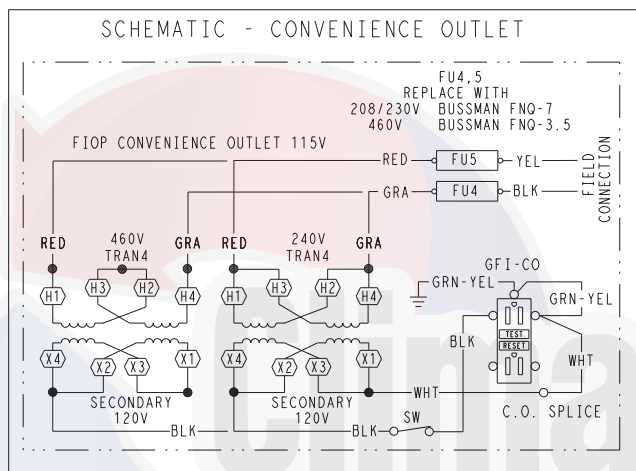 SCHEMATIC - CONVENIENCE OUTLET
FU4,5
REPLACE WITH
208/230V BUSSMAN FNQ-7
460V BUSSMAN FNQ-3.5
FIOP CONVENIENCE OUTLET 115V
RED FU5 YEL
GRA FU4 BLK
FIELD
CONNECTION
RED 460V GRA RED 240V GRA
TRAN4 TRAN4
H1 H3 H2 H4 H1 H3 H2 H4
GFI-CO
GRN-YEL
GRN-YEL
BLK
TEST
RESET
WHT
X4 X2 X3 X1 X4 X2 X3 X1
SECONDARY SECONDARY
120V 120V
WHT
C.O. SPLICE
BLK BLK SW
Clima